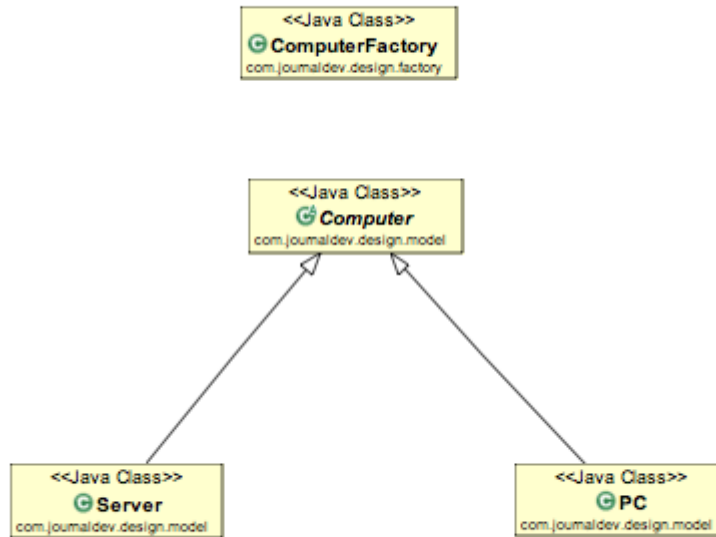 <<Java Class>>
ComputerFactory
com.journaldev.design.factory
<<Java Class>>
Computer
com.journaldev.design.model
<<Java Class>>
Server
com.journaldev.design.model
<<Java Class>>
PC
com.journaldev.design.model